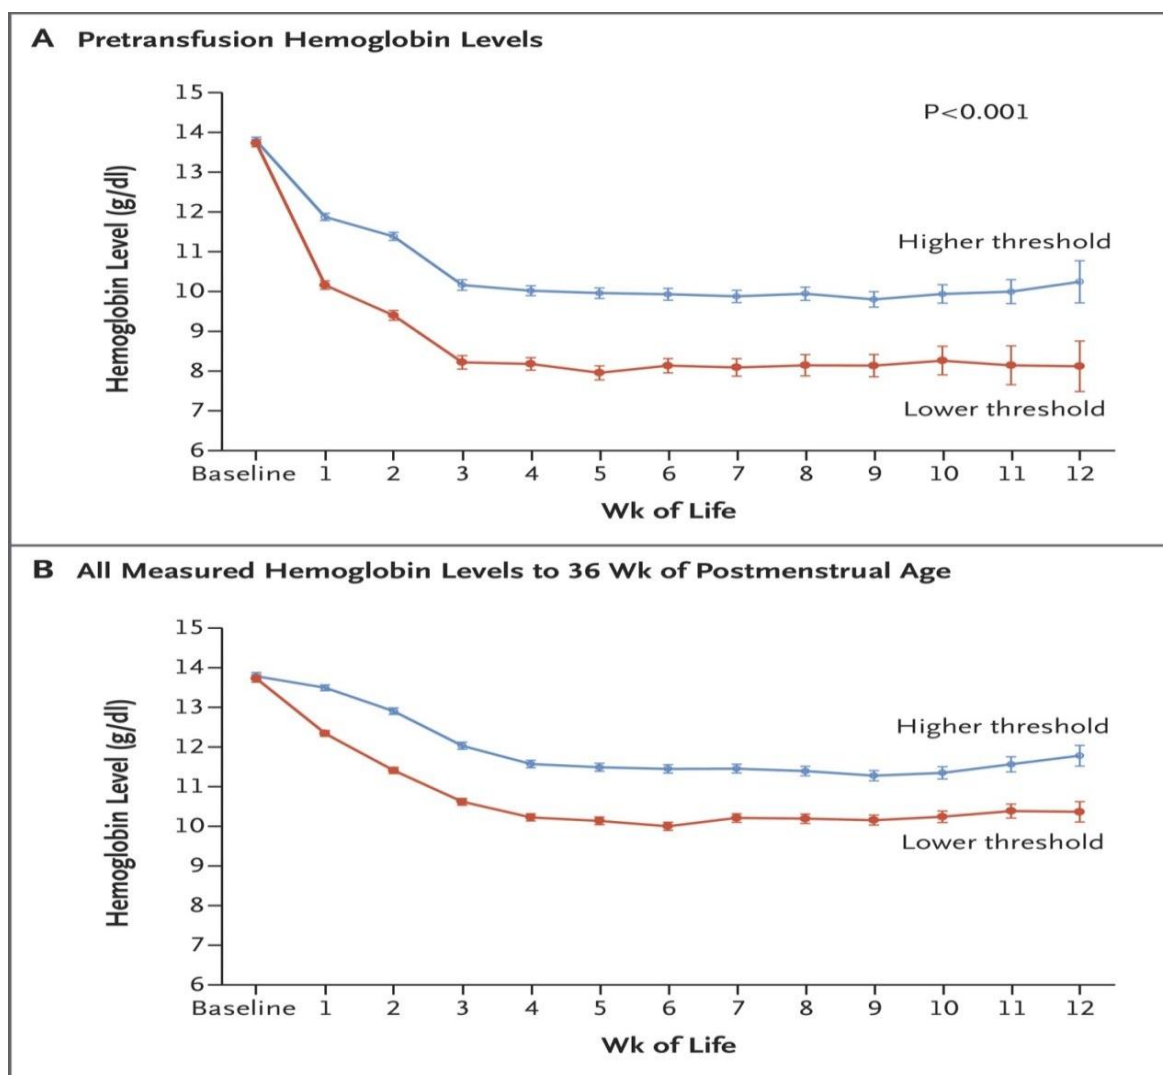 A Pretransfusion Hemoglobin Levels
15
P<0.001
14
13
12
11
10
9
8
7
6
Hemoglobin Level (g/dl)
Higher threshold
Lower threshold
Baseline 1 2 3 4 5 6 7 8 9 10 11 12
Wk of Life
B All Measured Hemoglobin Levels to 36 Wk of Postmenstrual Age
15
14
13
12
11
10
9
8
7
6
Hemoglobin Level (g/dl)
Higher threshold
Lower threshold
Baseline 1 2 3 4 5 6 7 8 9 10 11 12
Wk of Life